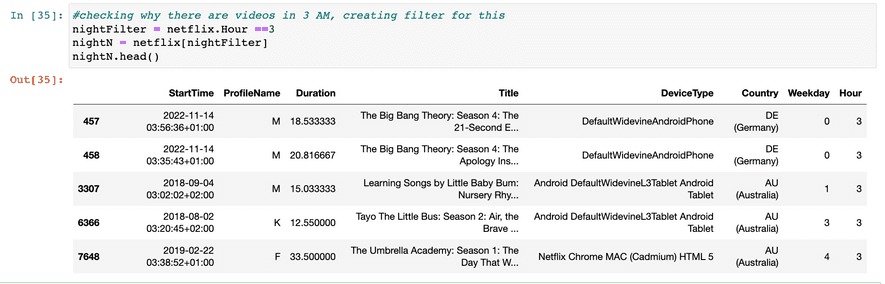 In [35]: #checking why there are videos in 3 AM, creating filter for this
nightFilter = netflix.Hour ==3
nightN = netflix[nightFilter]
nightN.head()
Out[35]:
StartTime ProfileName Duration Title DeviceType Country Weekday Hour
457 2022-11-14 03:56:36+01:00 M 18.533333 The Big Bang Theory: Season 4: The 21-Second E... DefaultWidevineAndroidPhone DE (Germany) 0 3
458 2022-11-14 03:35:43+01:00 M 20.816667 The Big Bang Theory: Season 4: The Apology Ins... DefaultWidevineAndroidPhone DE (Germany) 0 3
3307 2018-09-04 03:02:02+02:00 M 15.033333 Learning Songs by Little Baby Bum: Nursery Rhy... Android DefaultWidevineL3Tablet Android Tablet AU (Australia) 1 3
6366 2018-08-02 03:20:45+02:00 K 12.550000 Tayo The Little Bus: Season 2: Air, the Brave ... Android DefaultWidevineL3Tablet Android Tablet AU (Australia) 3 3
7648 2019-02-22 03:38:52+01:00 F 33.500000 The Umbrella Academy: Season 1: The Day That W... Netflix Chrome MAC (Cadmium) HTML 5 AU (Australia) 4 3